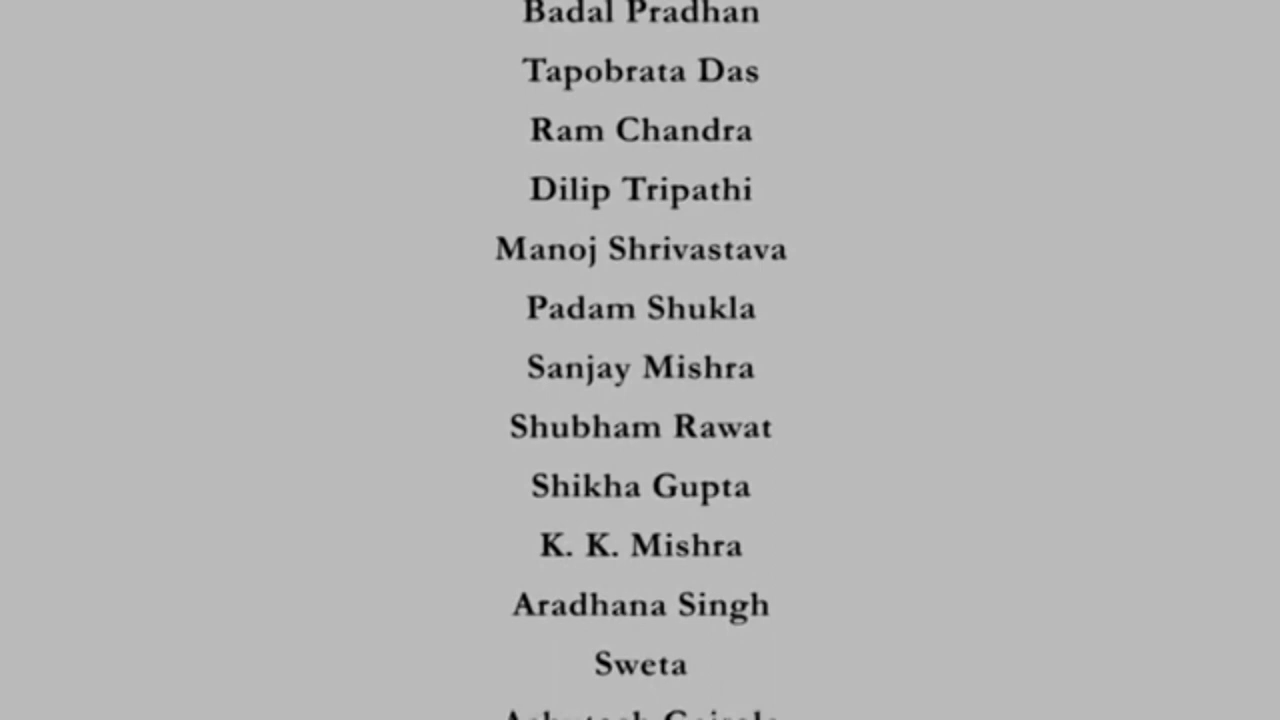 Badal Pradhan
Tapobrata Das
Ram Chandra
Dilip Tripathi
Manoj Shrivastava
Padam Shukla
Sanjay Mishra
Shubham Rawat
Shikha Gupta
K. K. Mishra
Aradhana Singh
Sweta